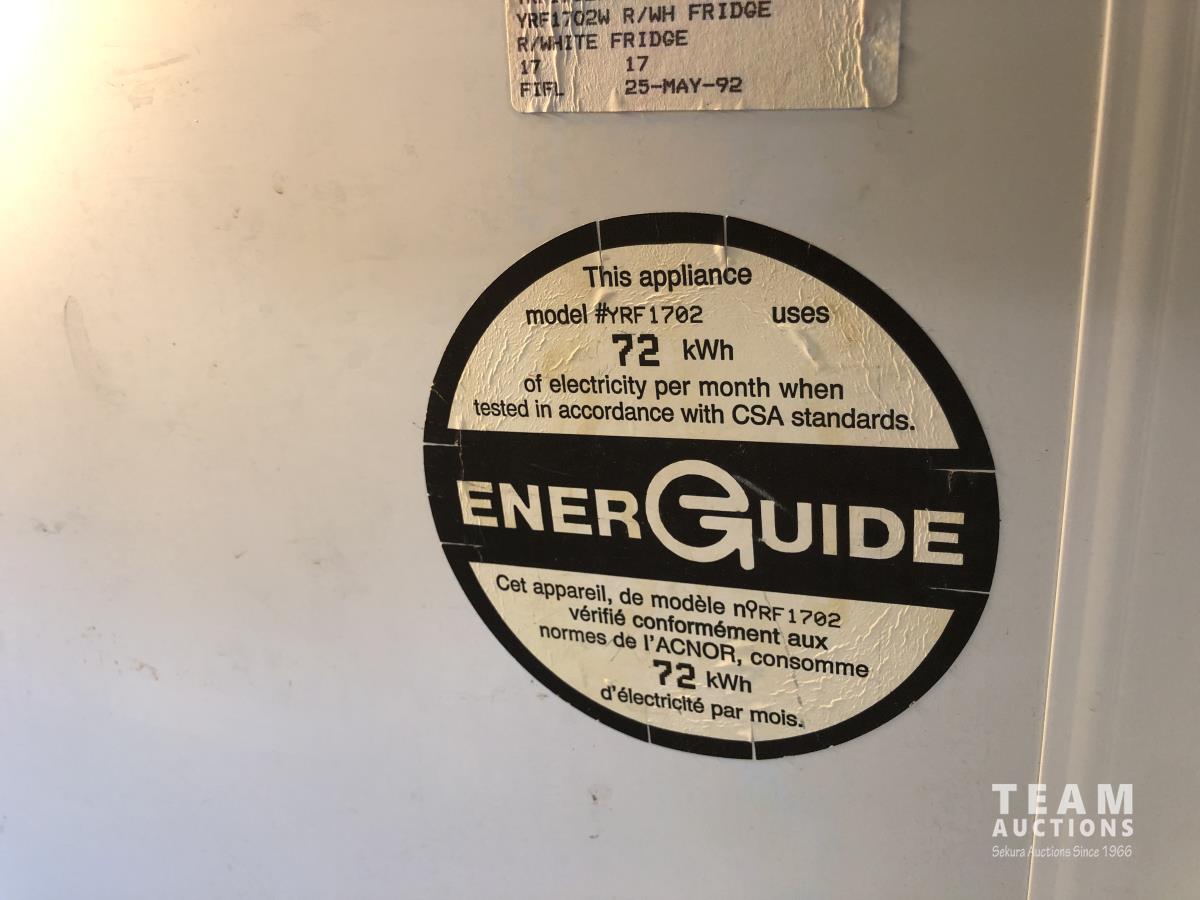 YRF1702W R/WH FRIDGE
R/WHITE FRIDGE
17 17
FIFL 25-MAY-92
This appliance
model #YRF1702 uses
72 kWh
of electricity per month when
tested in accordance with CSA standards.
ENERGUIDE
Cet appareil, de modèle nºYRF1702
vérifié conformément aux
normes de l'ACNOR, consomme
72 kWh
d'électricité par mois.
TEAM
AUCTIONS
Sekura Auctions Since 1966